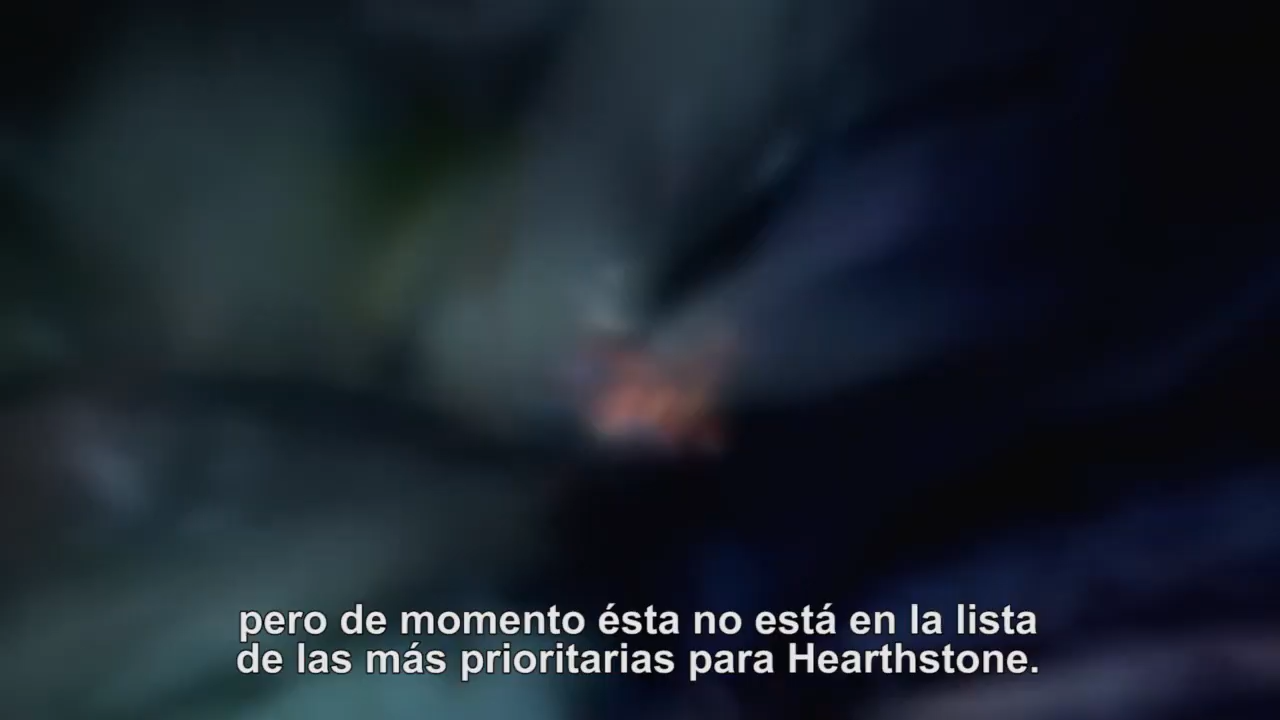 pero de momento ésta no está en la lista
de las más prioritarias para Hearthstone.